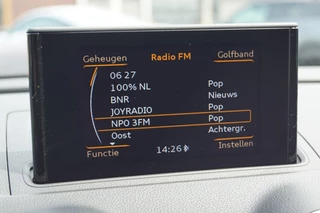 Geheugen Radio FM Golfband
06 27
100% NL Pop
BNR Nieuws
JOYRADIO Pop
NPO 3FM Pop
Oost Achtergr.
Functie 14:26 Instellen